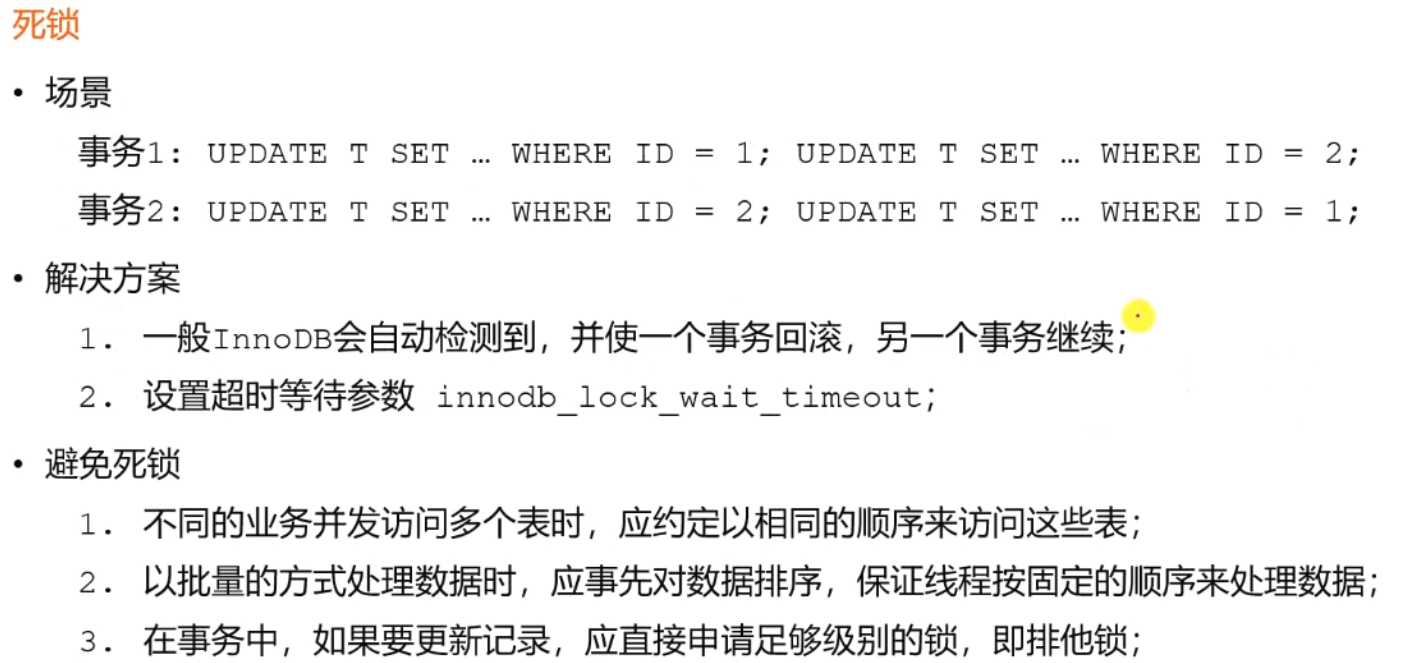 死锁
• 场景
事务1: UPDATE T SET … WHERE ID = 1; UPDATE T SET … WHERE ID = 2;
事务2: UPDATE T SET … WHERE ID = 2; UPDATE T SET … WHERE ID = 1;
• 解决方案
1. 一般InnoDB会自动检测到，并使一个事务回滚，另一个事务继续;
2. 设置超时等待参数 innodb_lock_wait_timeout;
• 避免死锁
1. 不同的业务并发访问多个表时，应约定以相同的顺序来访问这些表;
2. 以批量的方式处理数据时，应事先对数据排序，保证线程按固定的顺序来处理数据;
3. 在事务中，如果要更新记录，应直接申请足够级别的锁，即排他锁;